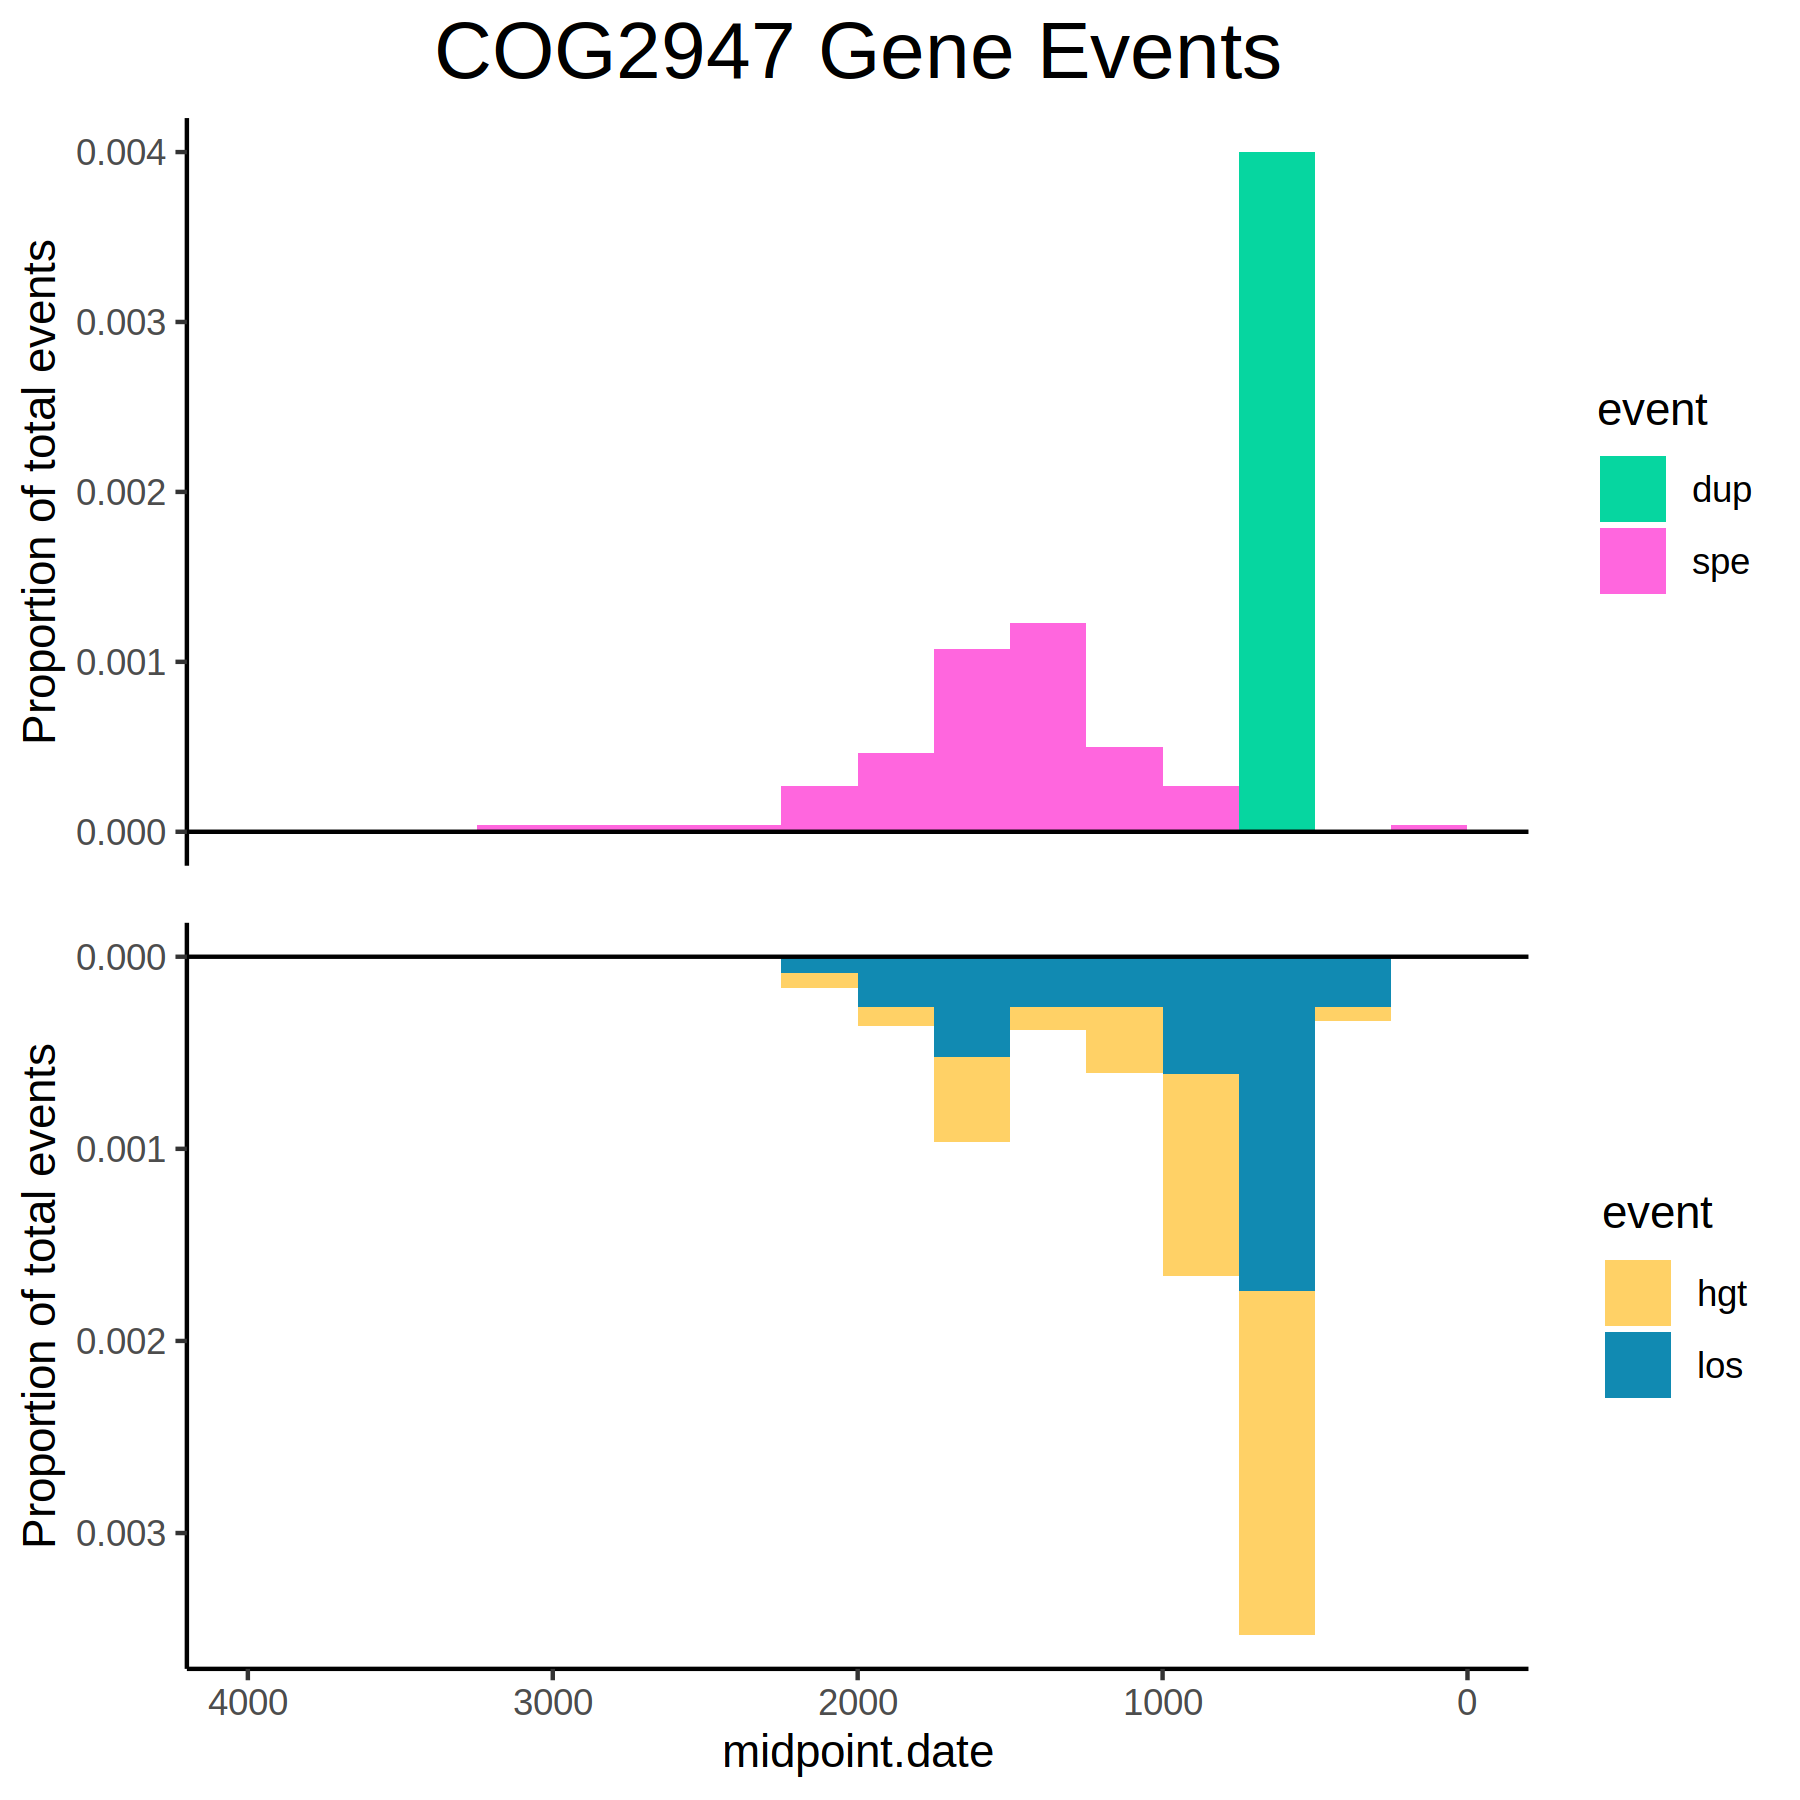 COG2947 Gene Events
Proportion of total events
0.004
0.003
0.002
0.001
0.000
event
dup
spe
Proportion of total events
0.000
0.001
0.002
0.003
event
hgt
los
4000 3000 2000 1000 0
midpoint.date